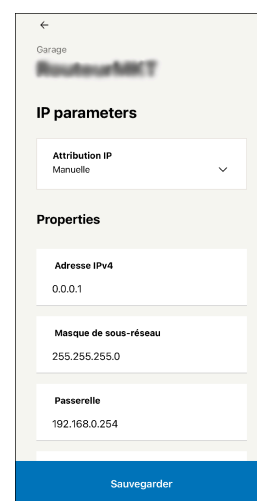 Garage
IP parameters
Attribution IP
Manuelle
Properties
Adresse IPv4
0.0.0.1
Masque de sous-réseau
255.255.255.0
Passerelle
192.168.0.254
Sauvegarder